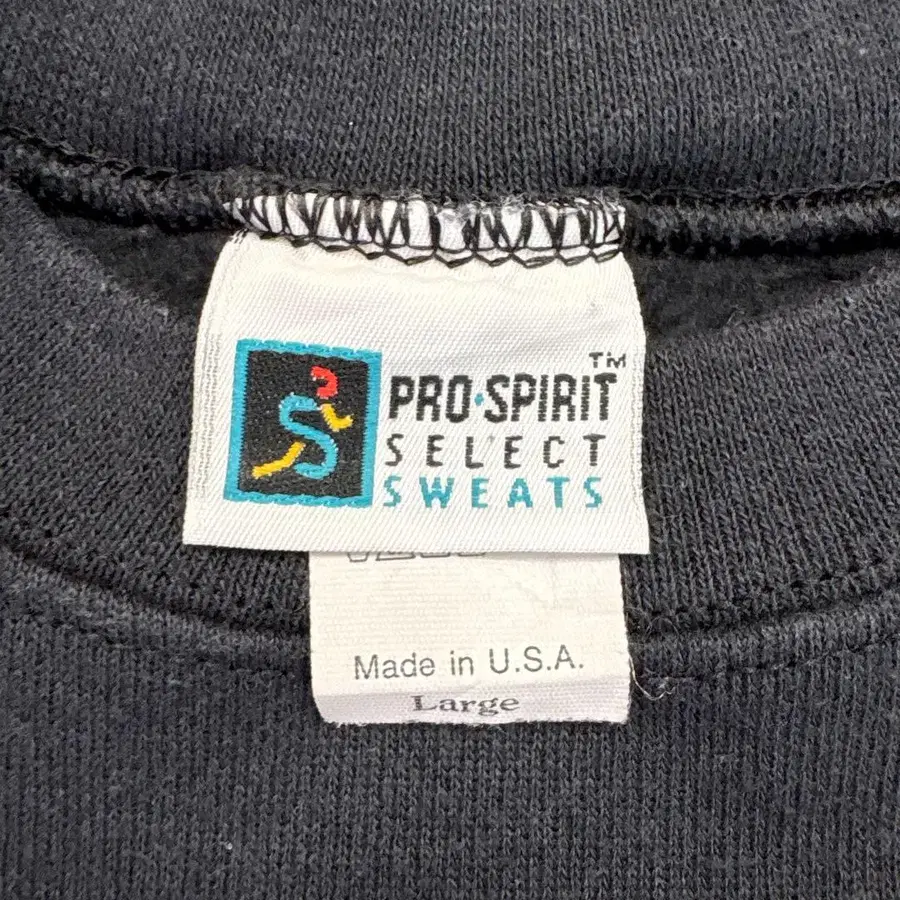 PRO·SPIRIT™
SELECT
SWEATS
Made in U.S.A.
Large